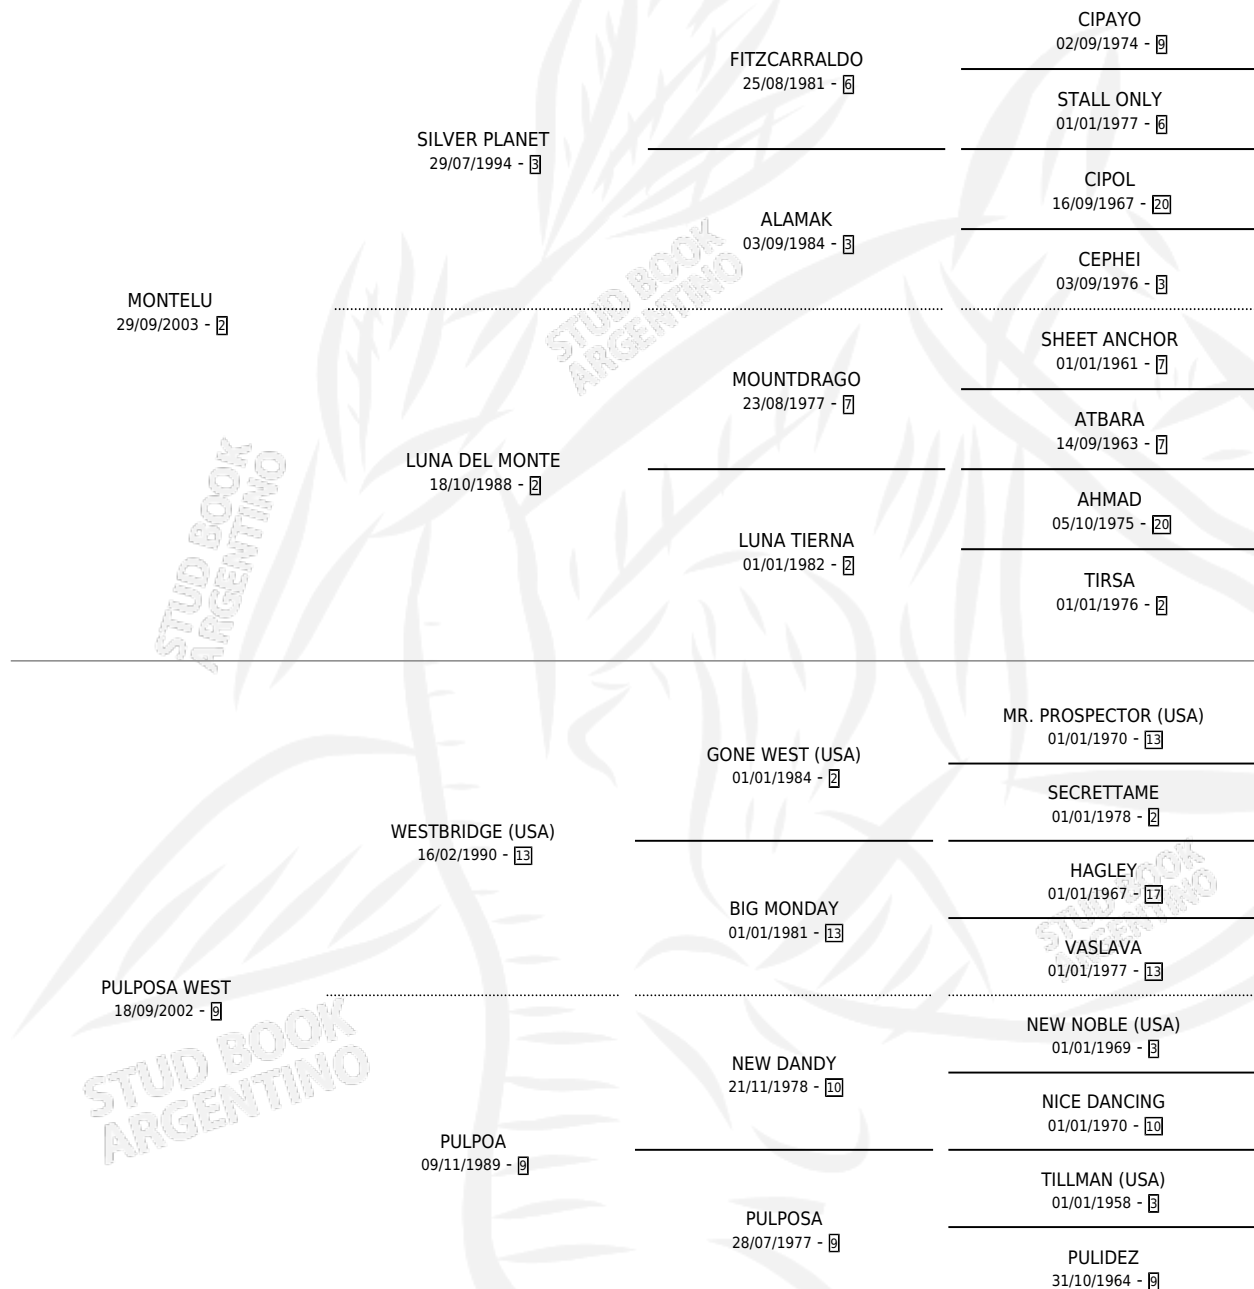 CIPAYO
02/09/1974 - 9
FITZCARRALDO
25/08/1981 - 6
STALL ONLY
01/01/1977 - 6
SILVER PLANET
29/07/1994 - 3
CIPOL
16/09/1967 - 20
ALAMAK
03/09/1984 - 3
CEPHEI
03/09/1976 - 3
MONTELU
29/09/2003 - 2
SHEET ANCHOR
01/01/1961 - 7
MOUNTDRAGO
23/08/1977 - 7
ATBARA
14/09/1963 - 7
LUNA DEL MONTE
18/10/1988 - 2
AHMAD
05/10/1975 - 20
LUNA TIERNA
01/01/1982 - 2
TIRSA
01/01/1976 - 2
MR. PROSPECTOR (USA)
01/01/1970 - 13
GONE WEST (USA)
01/01/1984 - 2
SECRETTAME
01/01/1978 - 2
WESTBRIDGE (USA)
16/02/1990 - 13
HAGLEY
01/01/1967 - 17
BIG MONDAY
01/01/1981 - 13
VASLAVA
01/01/1977 - 13
PULPOSA WEST
18/09/2002 - 9
NEW NOBLE (USA)
01/01/1969 - 3
NEW DANDY
21/11/1978 - 10
NICE DANCING
01/01/1970 - 10
PULPOA
09/11/1989 - 9
TILLMAN (USA)
01/01/1958 - 3
PULPOSA
28/07/1977 - 9
PULIDEZ
31/10/1964 - 9
STUD BOOK
ARGENTINO
STUD BOOK
ARGENTINO
STUD BOOK
ARGENTINO
STUD BOOK
ARGENTINO